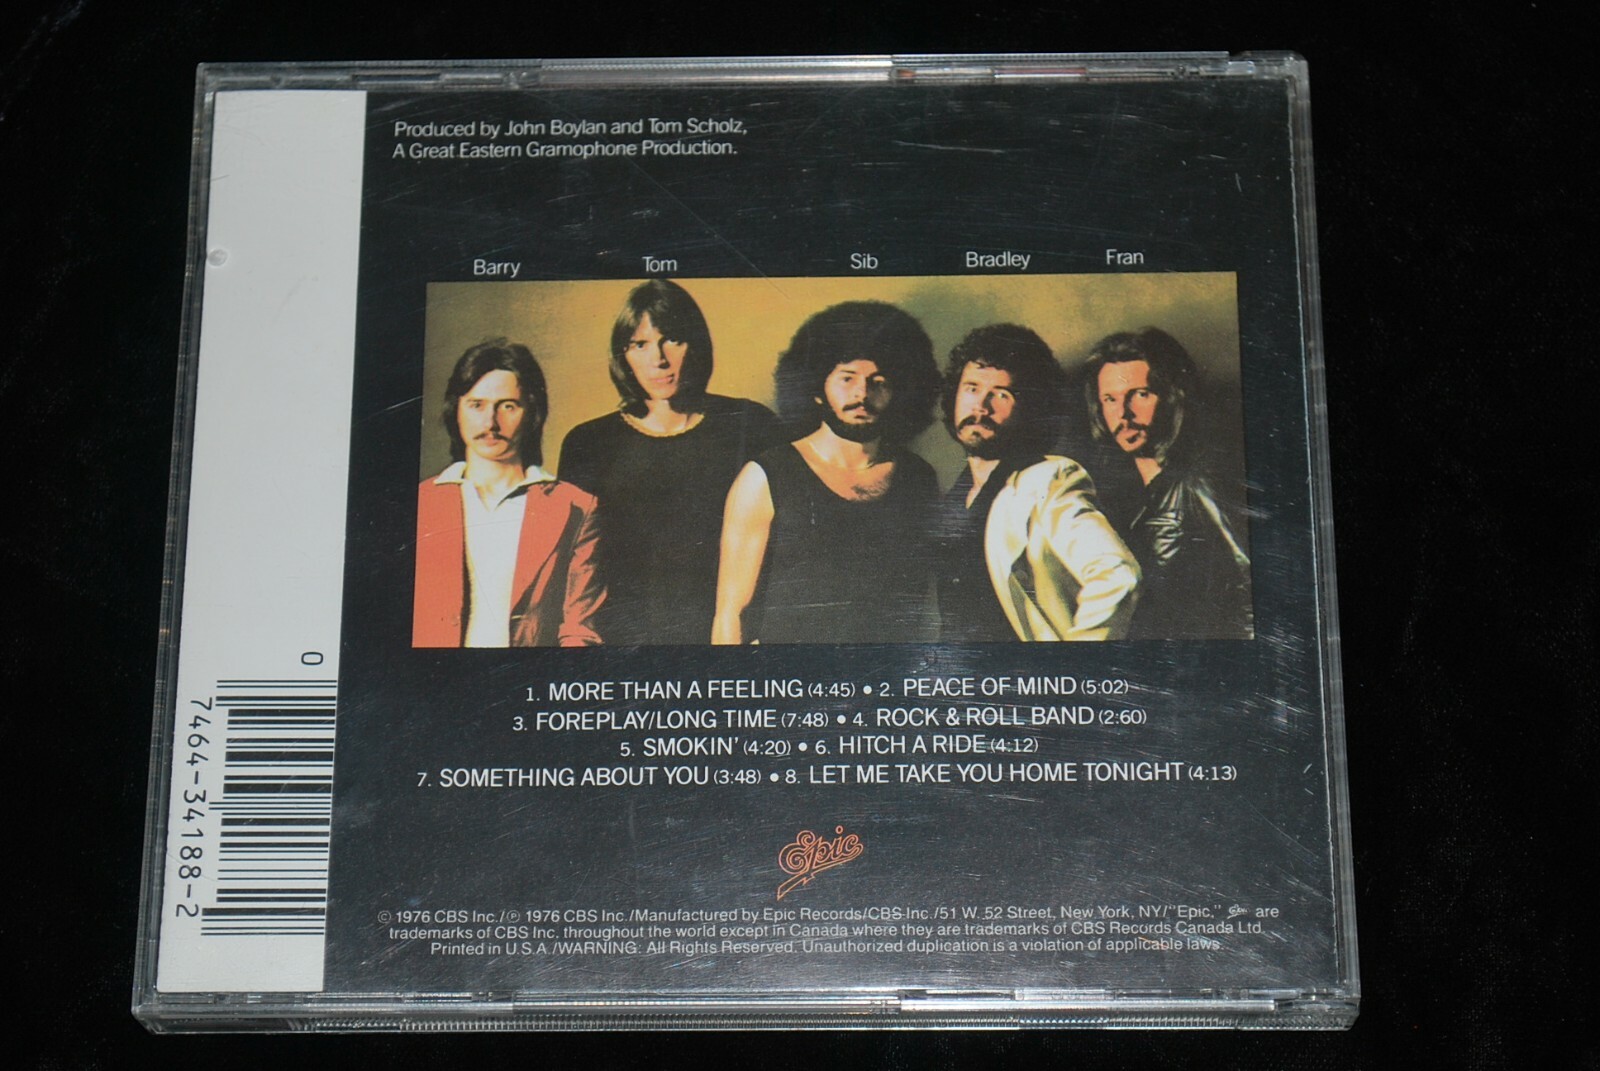 Produced by John Boylan and Tom Scholz,
A Great Eastern Gramophone Production.
Barry Tom Sib Bradley Fran
1. MORE THAN A FEELING (4:45) • 2. PEACE OF MIND (5:02)
3. FOREPLAY/LONG TIME (7:48) • 4. ROCK & ROLL BAND (2:60)
5. SMOKIN' (4:20) • 6. HITCH A RIDE (4:12)
7. SOMETHING ABOUT YOU (3:48) • 8. LET ME TAKE YOU HOME TONIGHT (4:13)
Epic
© 1976 CBS Inc./℗ 1976 CBS Inc./Manufactured by Epic Records/CBS Inc./51 W. 52 Street, New York, NY/"Epic," Epic are
trademarks of CBS Inc. throughout the world except in Canada where they are trademarks of CBS Records Canada Ltd.
Printed in U.S.A./WARNING: All Rights Reserved. Unauthorized duplication is a violation of applicable laws.
0
7464-34188-2